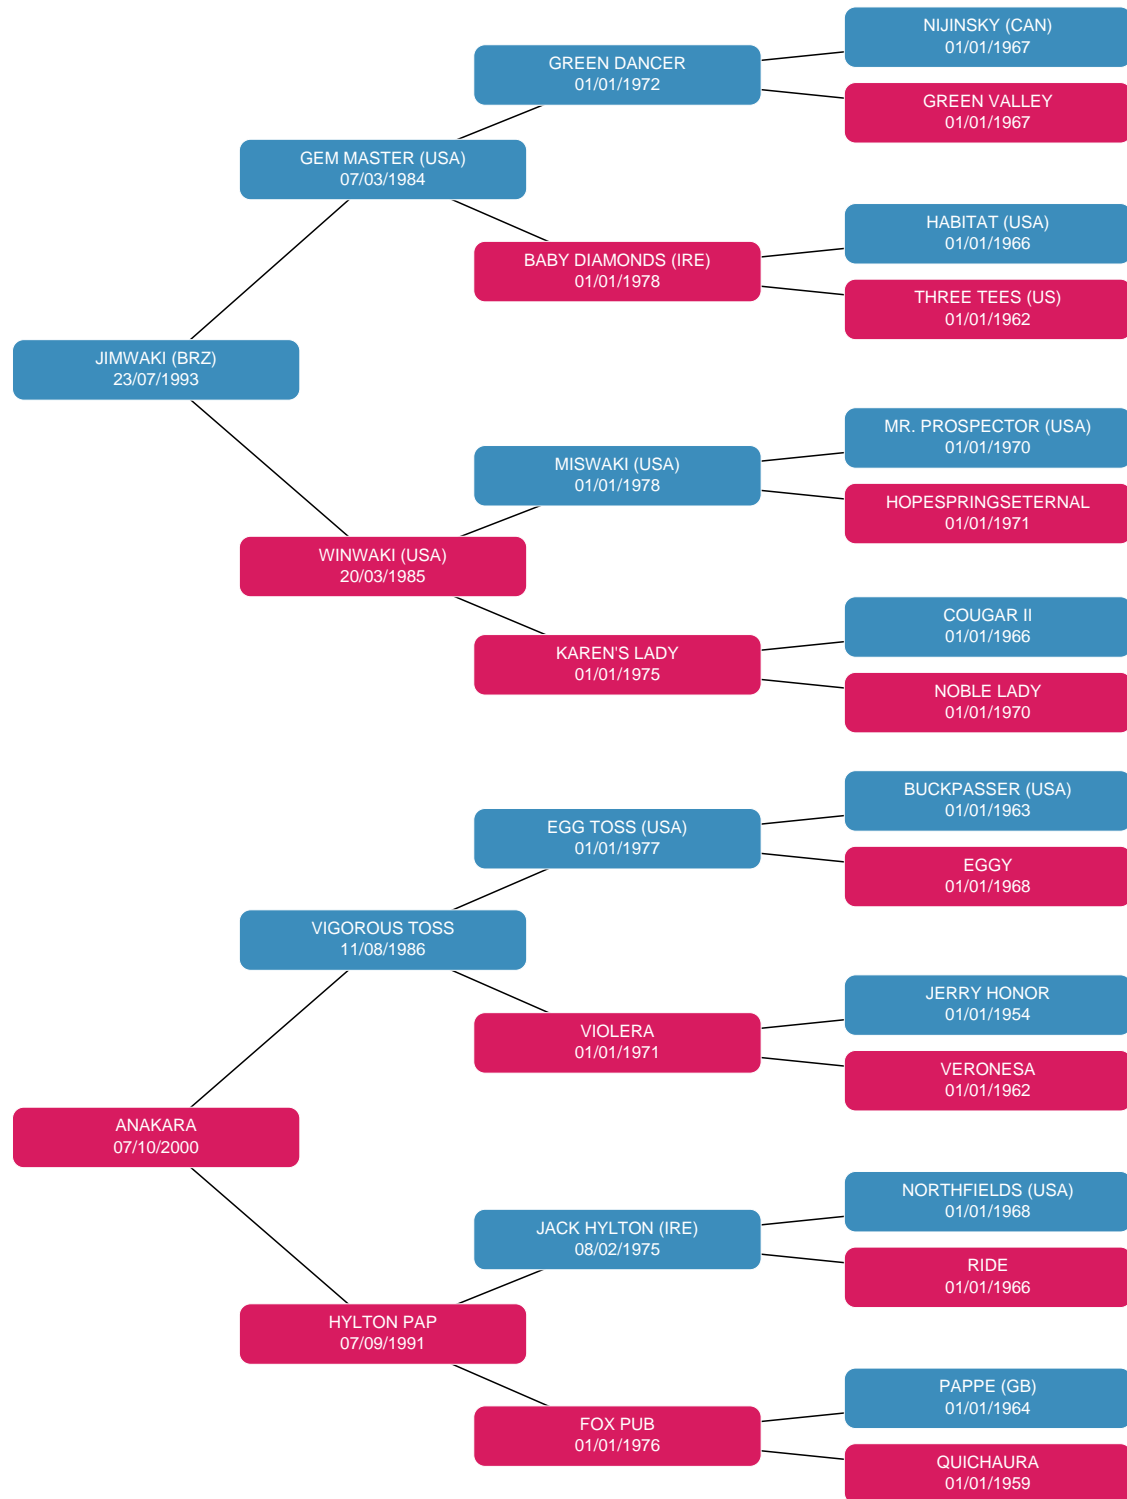 NIJINSKY (CAN)
01/01/1967
GREEN DANCER
01/01/1972
GREEN VALLEY
01/01/1967
GEM MASTER (USA)
07/03/1984
HABITAT (USA)
01/01/1966
BABY DIAMONDS (IRE)
01/01/1978
THREE TEES (US)
01/01/1962
JIMWAKI (BRZ)
23/07/1993
MR. PROSPECTOR (USA)
01/01/1970
MISWAKI (USA)
01/01/1978
HOPESPRINGSETERNAL
01/01/1971
WINWAKI (USA)
20/03/1985
COUGAR II
01/01/1966
KAREN'S LADY
01/01/1975
NOBLE LADY
01/01/1970
BUCKPASSER (USA)
01/01/1963
EGG TOSS (USA)
01/01/1977
EGGY
01/01/1968
VIGOROUS TOSS
11/08/1986
JERRY HONOR
01/01/1954
VIOLERA
01/01/1971
VERONESA
01/01/1962
ANAKARA
07/10/2000
NORTHFIELDS (USA)
01/01/1968
JACK HYLTON (IRE)
08/02/1975
RIDE
01/01/1966
HYLTON PAP
07/09/1991
PAPPE (GB)
01/01/1964
FOX PUB
01/01/1976
QUICHAURA
01/01/1959